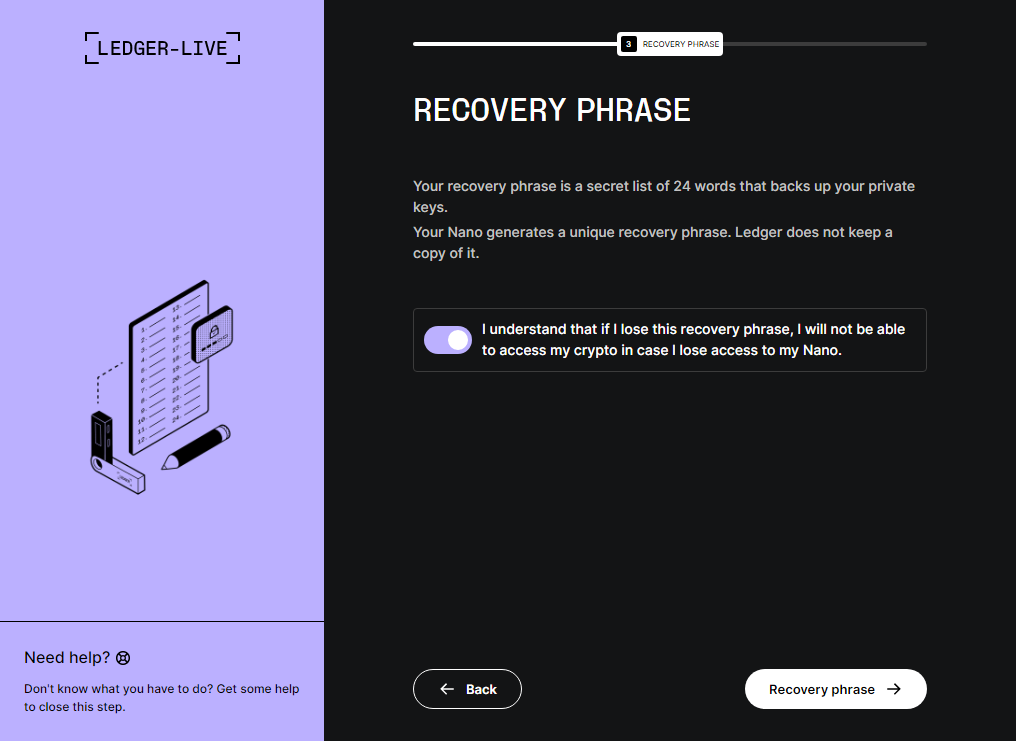 LEDGER-LIVE
3 RECOVERY PHRASE
RECOVERY PHRASE
Your recovery phrase is a secret list of 24 words that backs up your private
keys.
Your Nano generates a unique recovery phrase. Ledger does not keep a
copy of it.
I understand that if I lose this recovery phrase, I will not be able
to access my crypto in case I lose access to my Nano.
Need help?
Don't know what you have to do? Get some help
to close this step.
Back
Recovery phrase